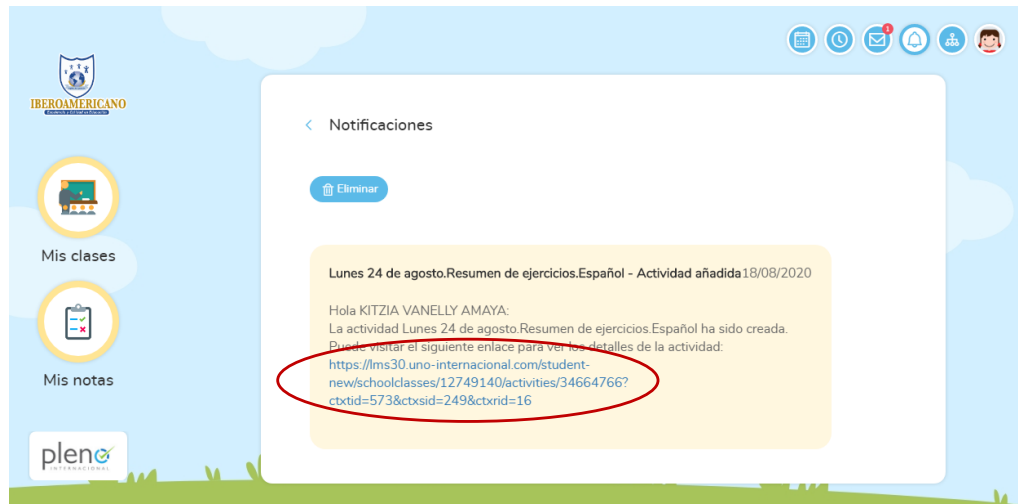 1
IBEROAMERICANO
Notificaciones
Eliminar
Mis clases
Lunes 24 de agosto.Resumen de ejercicios.Español - Actividad añadida 18/08/2020
Hola KITZIA VANELLY AMAYA:
La actividad Lunes 24 de agosto.Resumen de ejercicios.Español ha sido creada.
Puede visitar el siguiente enlace para ver los detalles de la actividad:
https://lms30.uno-internacional.com/student-
new/schoolclasses/12749140/activities/34664766?
ctxtid=573&ctxsid=249&ctxrid=16
Mis notas
pleno
INTERNACIONAL